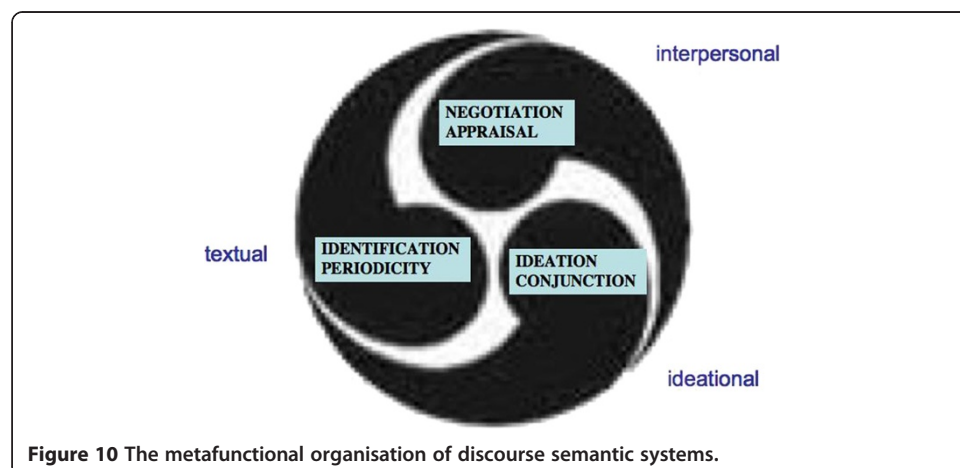 interpersonal
NEGOTIATION
APPRAISAL
textual
IDENTIFICATION
PERIODICITY
IDEATION
CONJUNCTION
ideational
Figure 10 The metafunctional organisation of discourse semantic systems.